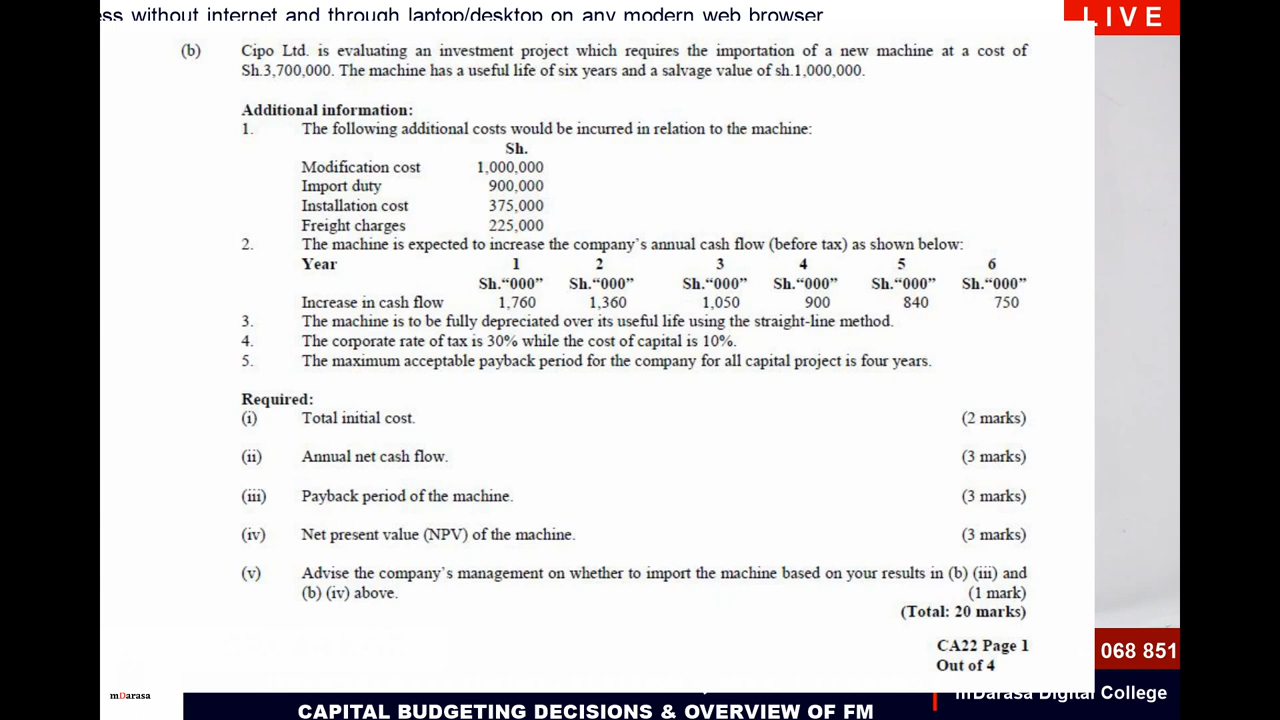 ess without internet and through laptop/desktop on any modern web browser
LIVE
(b) Cipo Ltd. is evaluating an investment project which requires the importation of a new machine at a cost of
Sh.3,700,000. The machine has a useful life of six years and a salvage value of sh.1,000,000.
Additional information:
1. The following additional costs would be incurred in relation to the machine:
Sh.
Modification cost 1,000,000
Import duty 900,000
Installation cost 375,000
Freight charges 225,000
2. The machine is expected to increase the company's annual cash flow (before tax) as shown below:
Year 1 2 3 4 5 6
Sh.“000” Sh.“000” Sh.“000” Sh.“000” Sh.“000” Sh.“000”
Increase in cash flow 1,760 1,360 1,050 900 840 750
3. The machine is to be fully depreciated over its useful life using the straight-line method.
4. The corporate rate of tax is 30% while the cost of capital is 10%.
5. The maximum acceptable payback period for the company for all capital project is four years.
Required:
(i) Total initial cost. (2 marks)
(ii) Annual net cash flow. (3 marks)
(iii) Payback period of the machine. (3 marks)
(iv) Net present value (NPV) of the machine. (3 marks)
(v) Advise the company's management on whether to import the machine based on your results in (b) (iii) and
(b) (iv) above. (1 mark)
(Total: 20 marks)
CA22 Page 1
Out of 4
068 851
mDarasa
mDarasa Digital College
CAPITAL BUDGETING DECISIONS & OVERVIEW OF FM